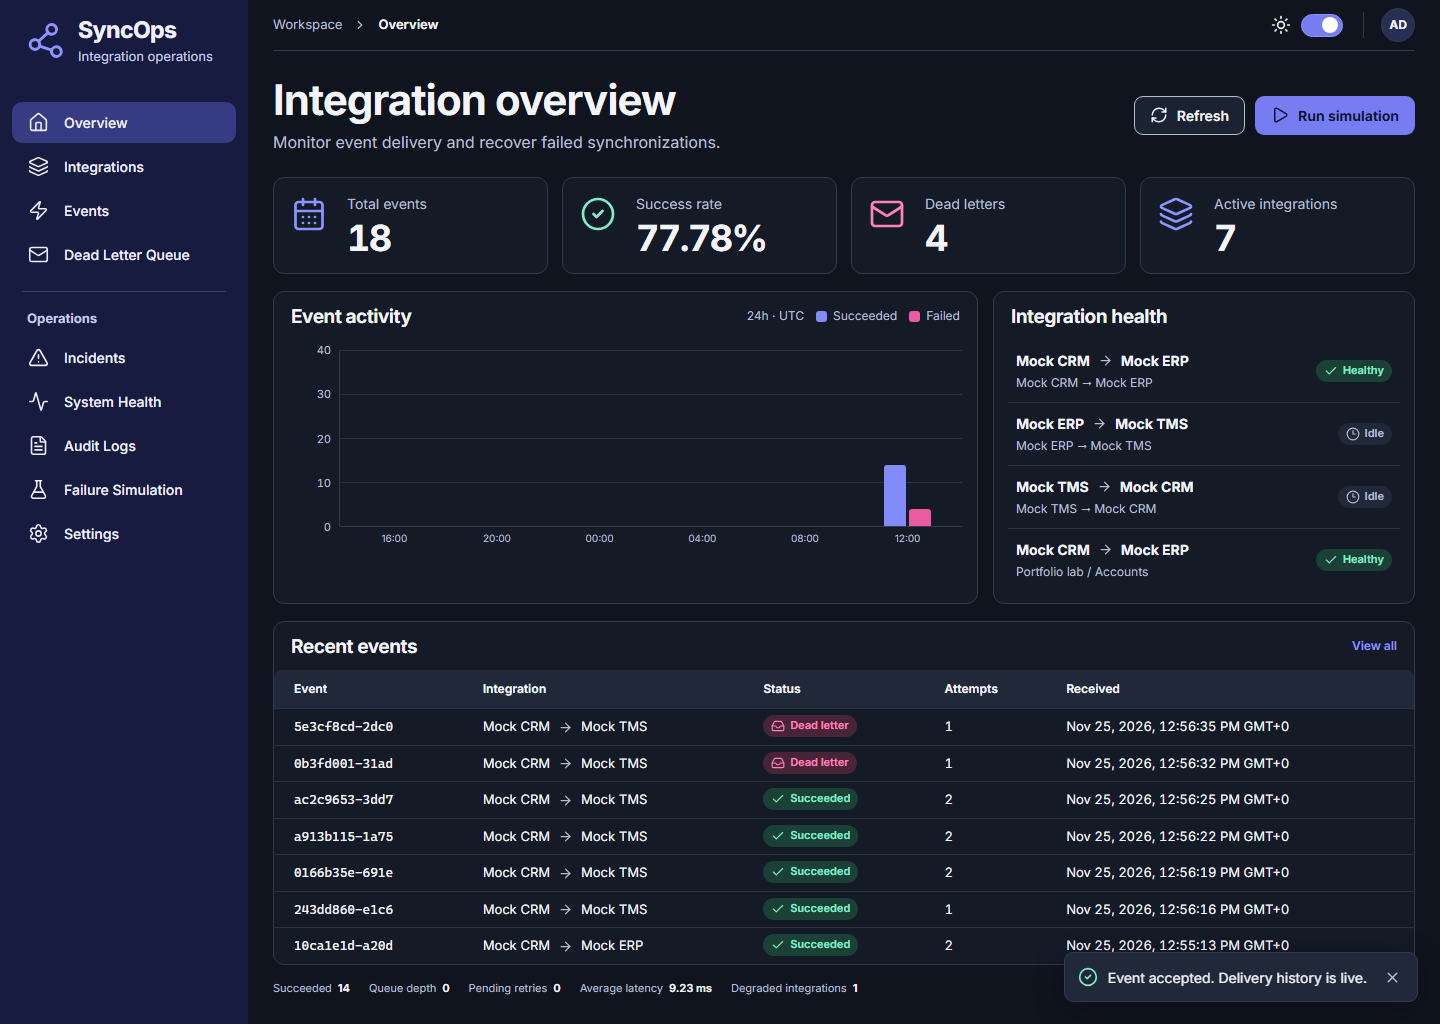 SyncOps
Integration operations
Overview
Integrations
Events
Dead Letter Queue
Operations
Incidents
System Health
Audit Logs
Failure Simulation
Settings
Workspace > Overview
AD
Integration overview
Monitor event delivery and recover failed synchronizations.
Refresh
Run simulation
Total events
18
Success rate
77.78%
Dead letters
4
Active integrations
7
Event activity
24h · UTC Succeeded Failed
40
30
20
10
0
16:00 20:00 00:00 04:00 08:00 12:00
Integration health
Mock CRM → Mock ERP
Mock CRM → Mock ERP
Healthy
Mock ERP → Mock TMS
Mock ERP → Mock TMS
Idle
Mock TMS → Mock CRM
Mock TMS → Mock CRM
Idle
Mock CRM → Mock ERP
Portfolio lab / Accounts
Healthy
Recent events
View all
Event Integration Status Attempts Received
5e3cf8cd-2dc0 Mock CRM → Mock TMS Dead letter 1 Nov 25, 2026, 12:56:35 PM GMT+0
0b3fd001-31ad Mock CRM → Mock TMS Dead letter 1 Nov 25, 2026, 12:56:32 PM GMT+0
ac2c9653-3dd7 Mock CRM → Mock TMS Succeeded 2 Nov 25, 2026, 12:56:25 PM GMT+0
a913b115-1a75 Mock CRM → Mock TMS Succeeded 2 Nov 25, 2026, 12:56:22 PM GMT+0
0166b35e-691e Mock CRM → Mock TMS Succeeded 2 Nov 25, 2026, 12:56:19 PM GMT+0
243dd860-e1c6 Mock CRM → Mock TMS Succeeded 1 Nov 25, 2026, 12:56:16 PM GMT+0
10ca1e1d-a20d Mock CRM → Mock ERP Succeeded 2 Nov 25, 2026, 12:55:13 PM GMT+0
Succeeded 14 Queue depth 0 Pending retries 0 Average latency 9.23 ms Degraded integrations 1
Event accepted. Delivery history is live.